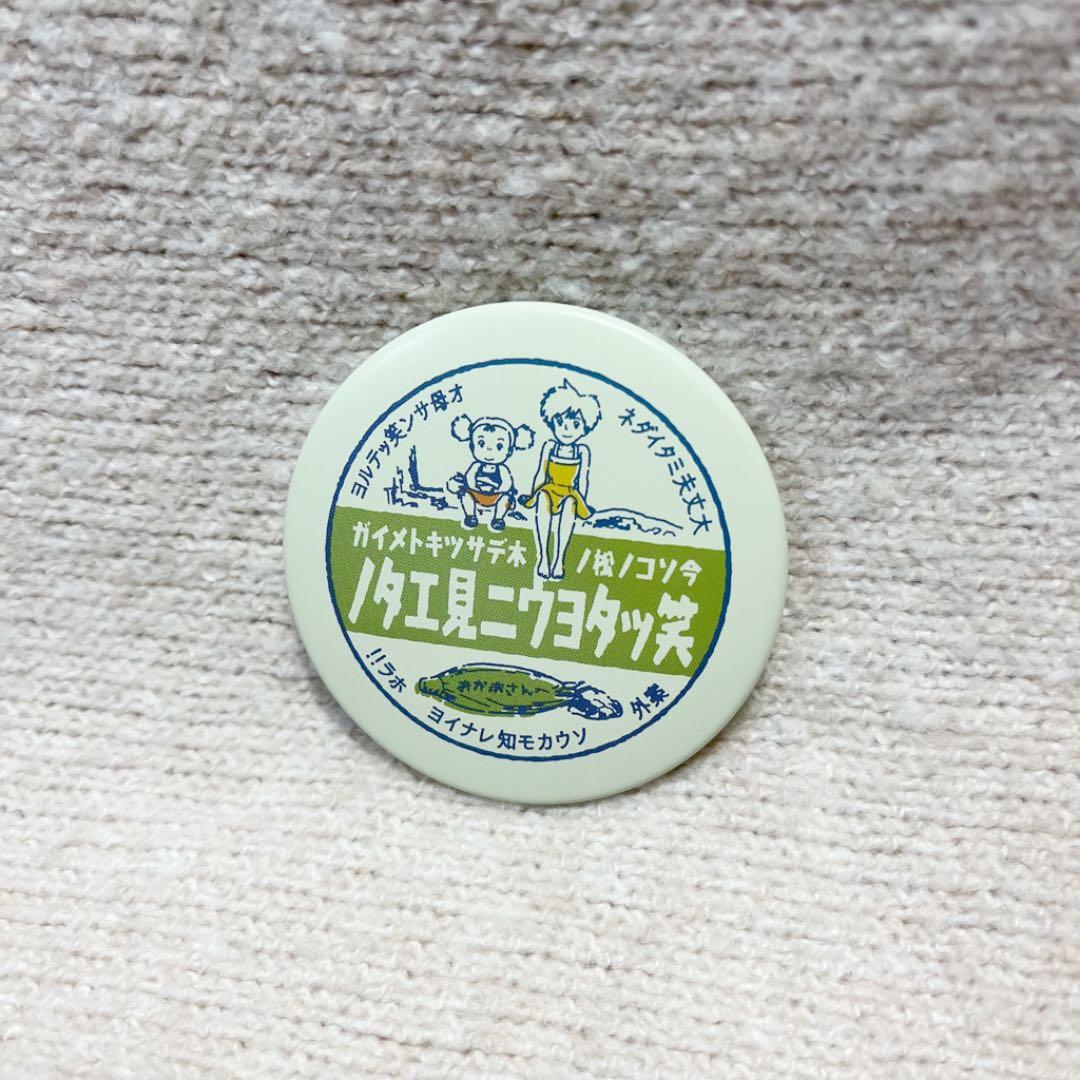 大丈夫ミタイダネ
オ母サン笑ッテルヨ
今ソコノ松ノ木デサツキトメイガ
笑ッタヨウニ見エタノ
案外ソウカモ知レナイヨ
ホラ!!
おかあさんへ